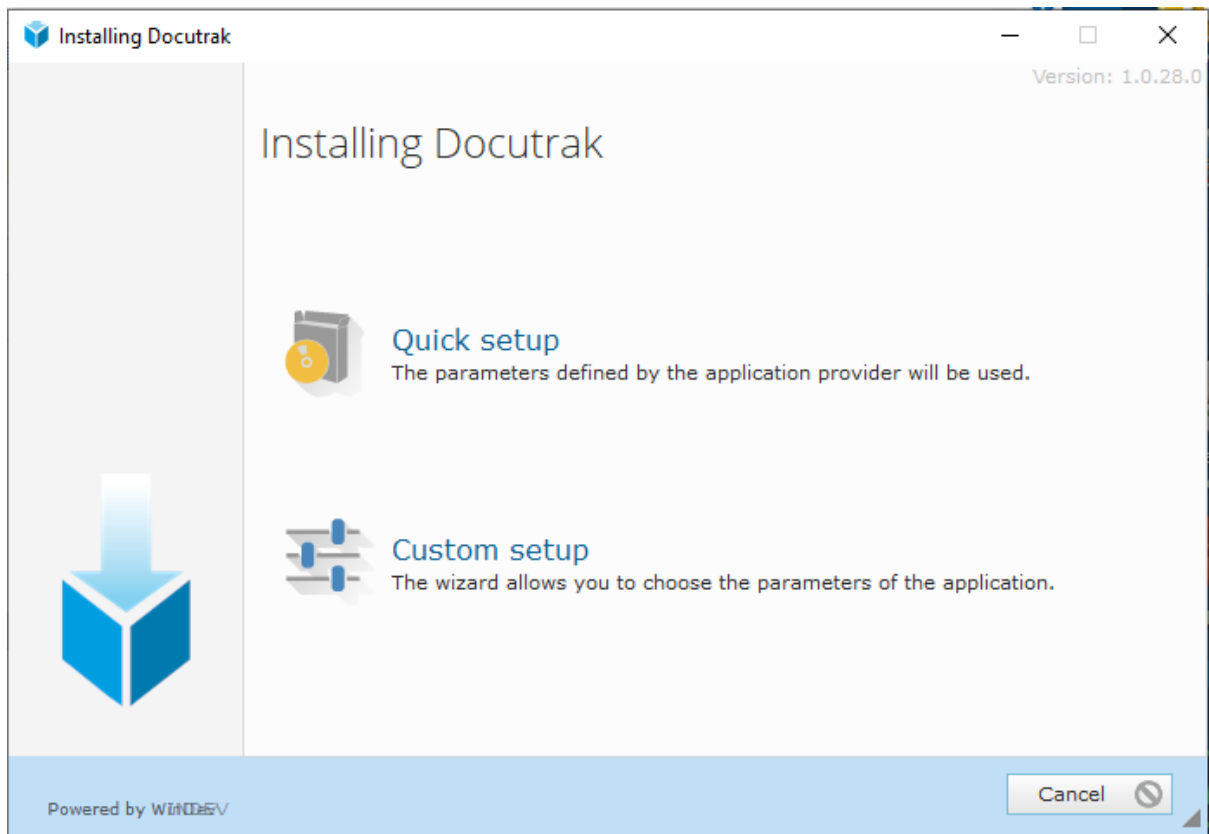 Installing Docutrak
Version: 1.0.28.0
Installing Docutrak
Quick setup
The parameters defined by the application provider will be used.
Custom setup
The wizard allows you to choose the parameters of the application.
Powered by
Cancel